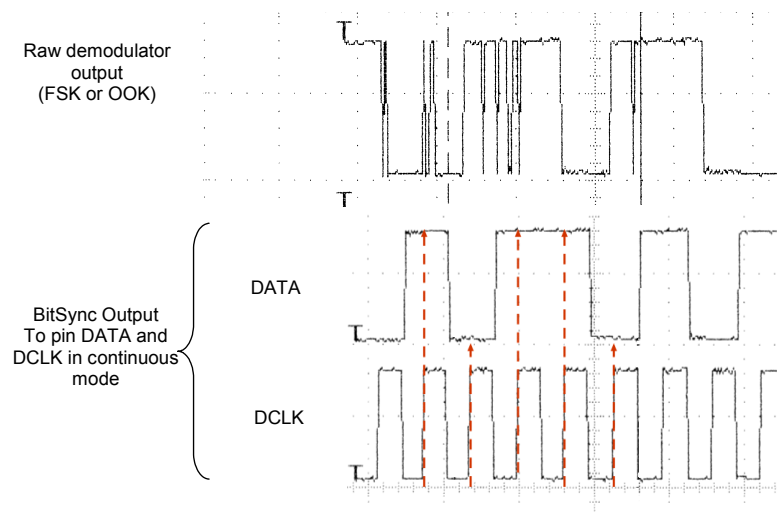 Raw demodulator
output
(FSK or OOK)
DATA
BitSync Output
To pin DATA and
DCLK in continuous
mode
DCLK